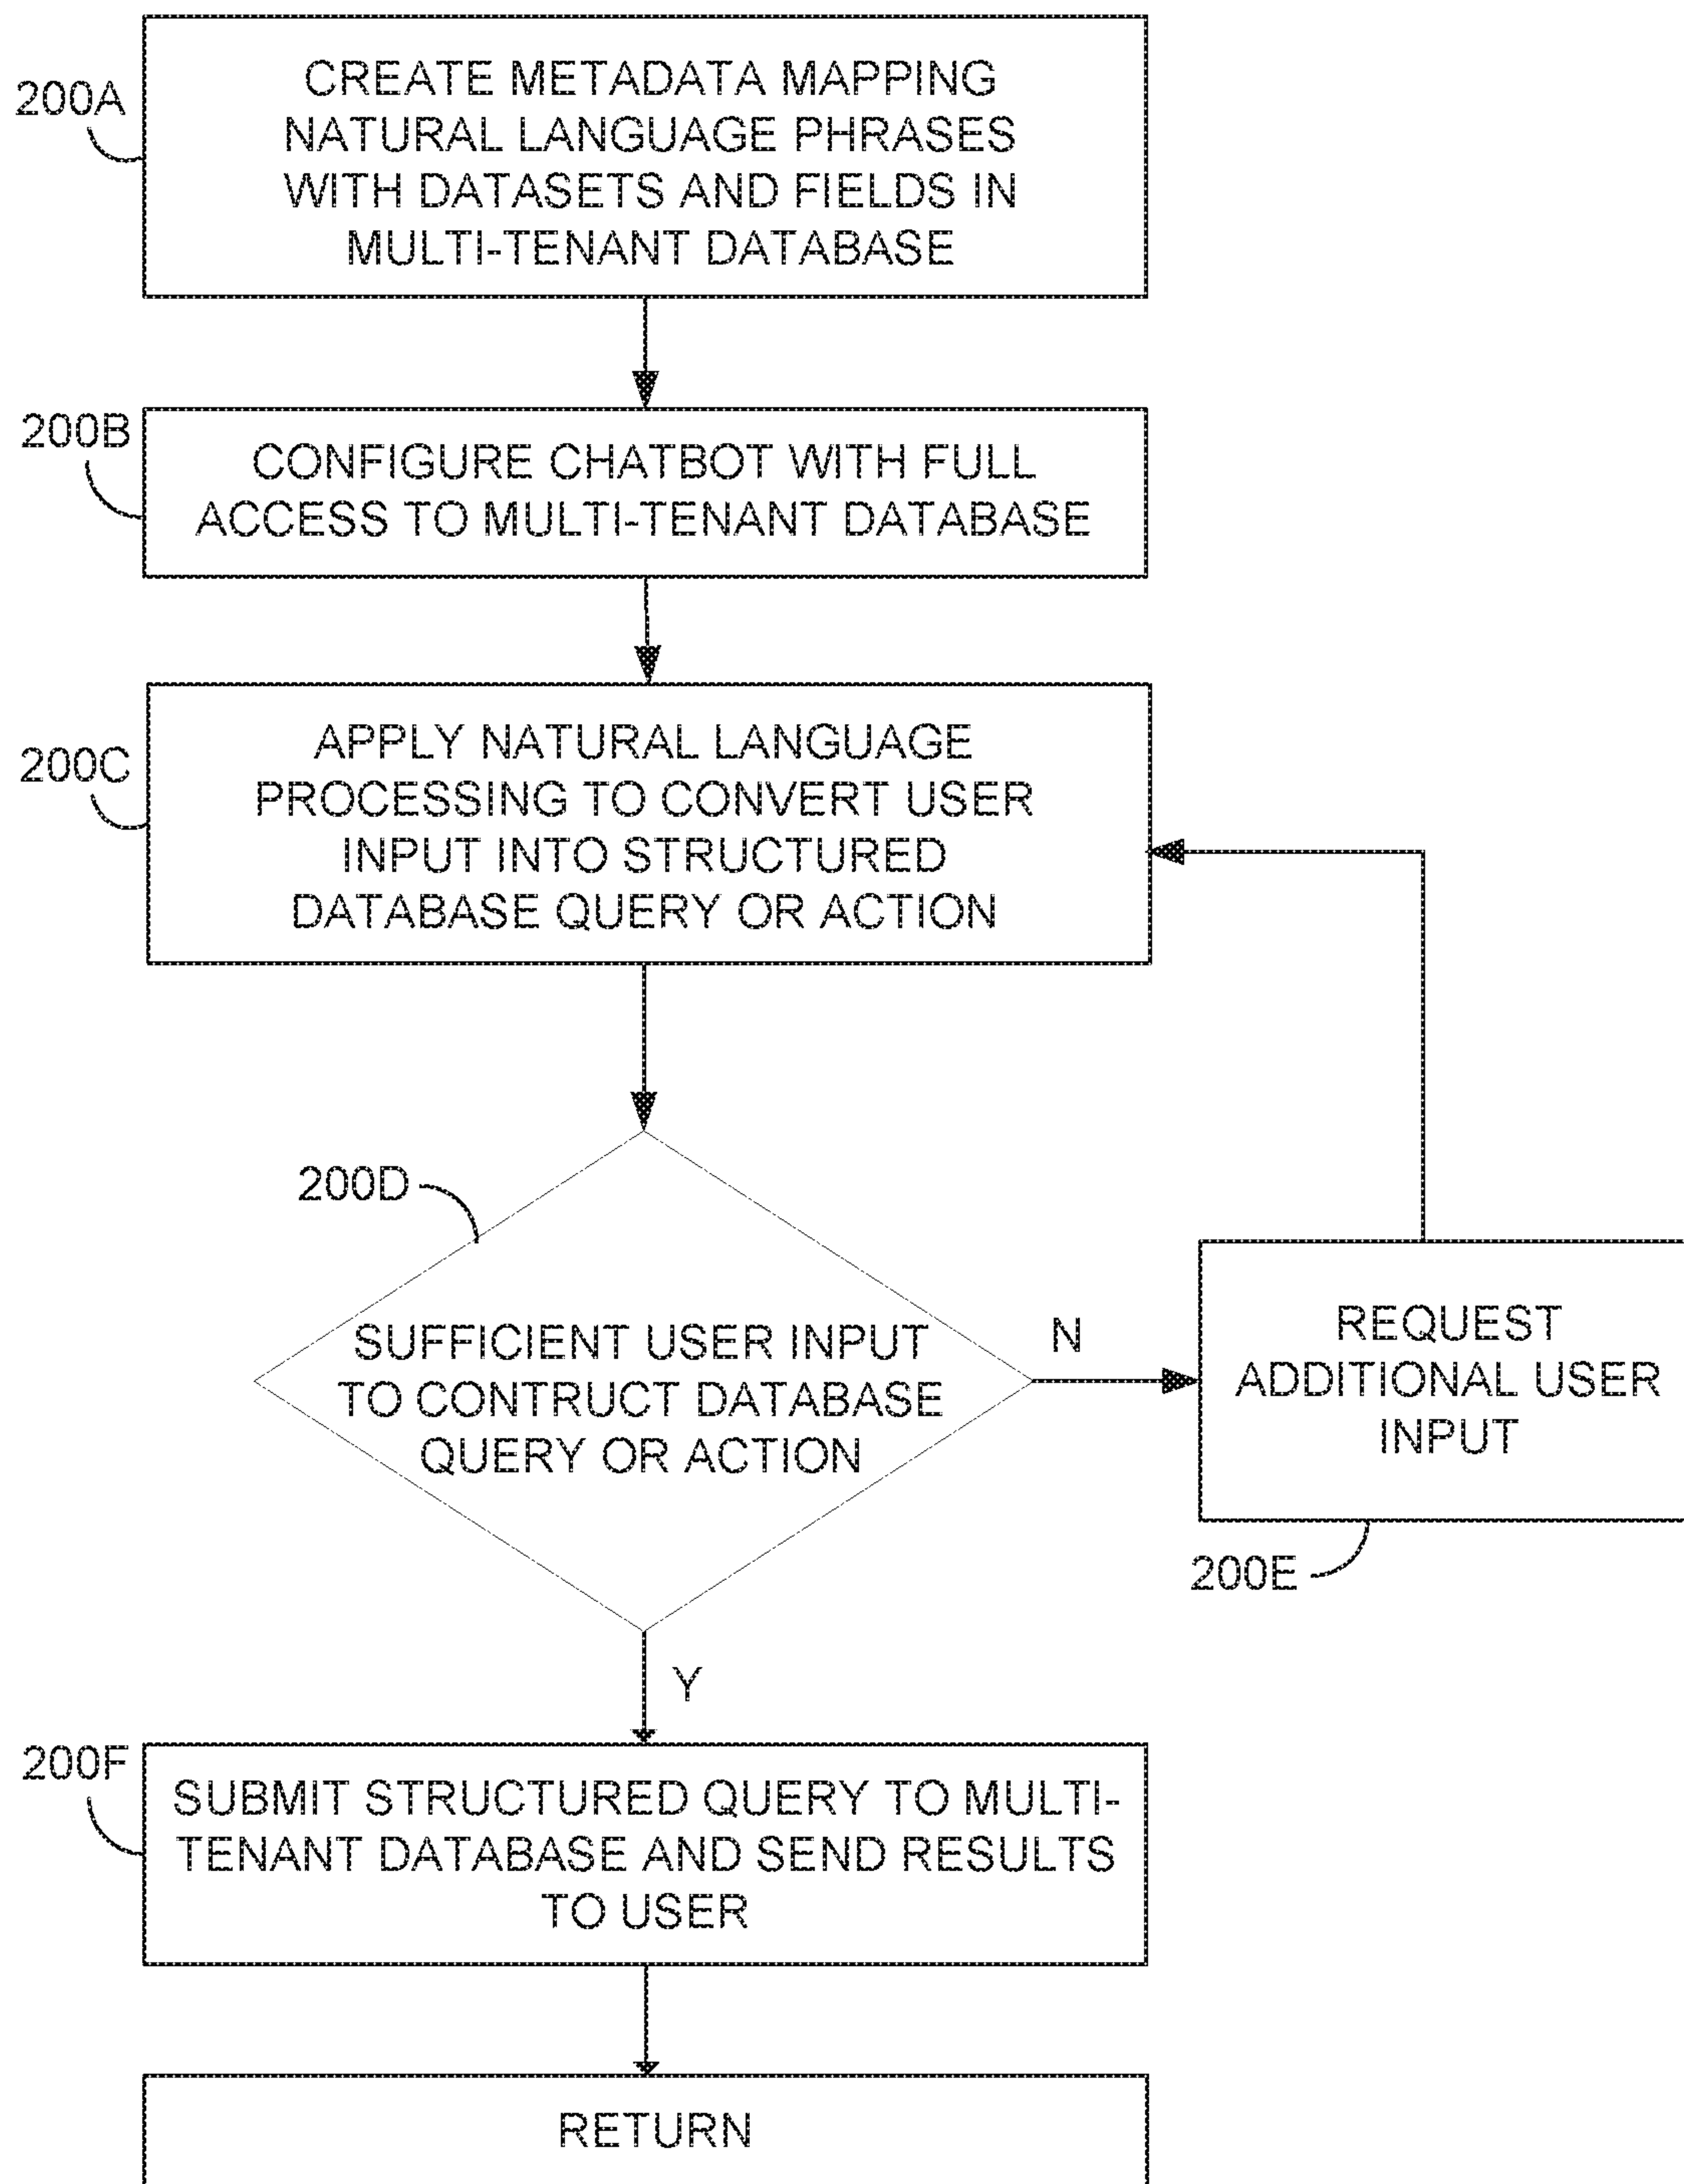 200A
CREATE METADATA MAPPING
NATURAL LANGUAGE PHRASES
WITH DATASETS AND FIELDS IN
MULTI-TENANT DATABASE
200B
CONFIGURE CHATBOT WITH FULL
ACCESS TO MULTI-TENANT DATABASE
200C
APPLY NATURAL LANGUAGE
PROCESSING TO CONVERT USER
INPUT INTO STRUCTURED
DATABASE QUERY OR ACTION
200D
SUFFICIENT USER INPUT
TO CONTRUCT DATABASE
QUERY OR ACTION
N
REQUEST
ADDITIONAL USER
INPUT
200E
Y
200F
SUBMIT STRUCTURED QUERY TO MULTI-
TENANT DATABASE AND SEND RESULTS
TO USER
RETURN